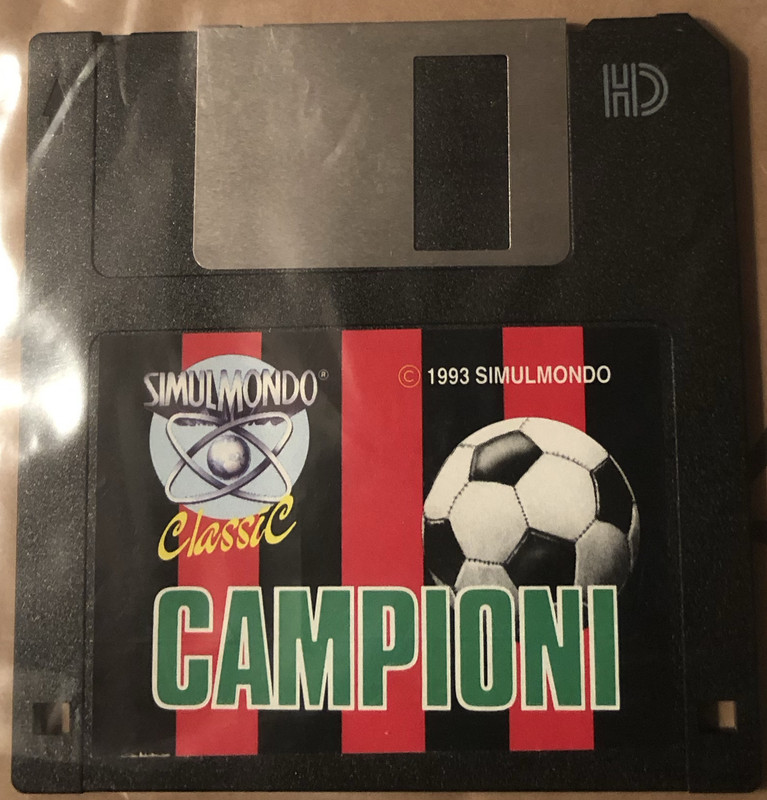 HD
SIMULMONDO®
© 1993 SIMULMONDO
Classic
CAMPIONI